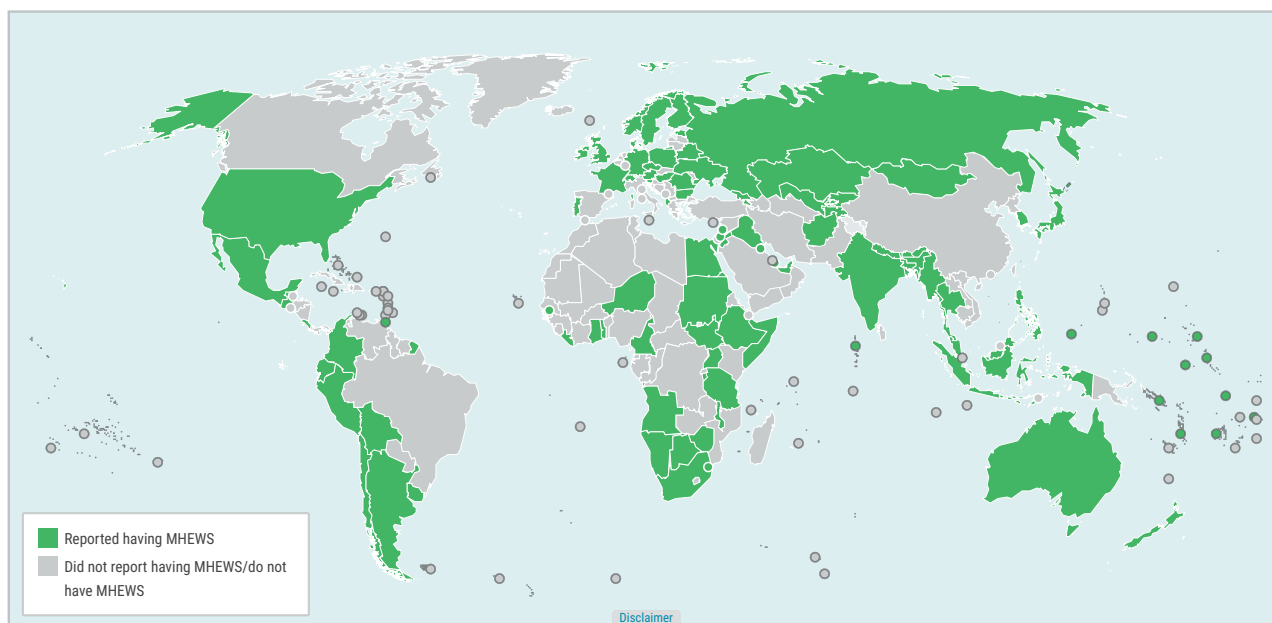 Reported having MHEWS
Did not report having MHEWS/do not
have MHEWS
Disclaimer